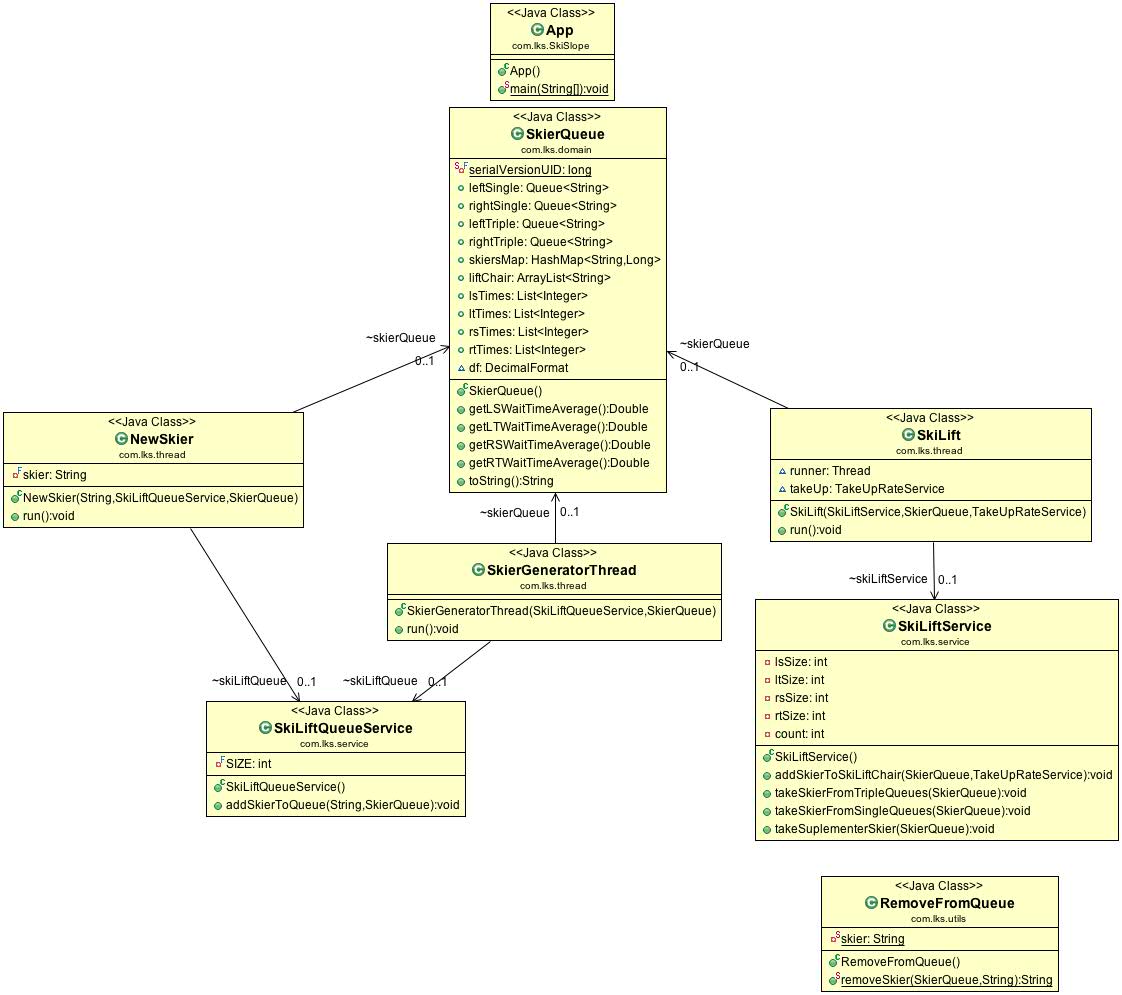 <<Java Class>>
App
com.lks.SkiSlope
App()
main(String[]):void
<<Java Class>>
SkierQueue
com.lks.domain
serialVersionUID: long
leftSingle: Queue<String>
rightSingle: Queue<String>
leftTriple: Queue<String>
rightTriple: Queue<String>
skiersMap: HashMap<String,Long>
liftChair: ArrayList<String>
lsTimes: List<Integer>
ltTimes: List<Integer>
rsTimes: List<Integer>
rtTimes: List<Integer>
df: DecimalFormat
SkierQueue()
getLSWaitTimeAverage():Double
getLTWaitTimeAverage():Double
getRSWaitTimeAverage():Double
getRTWaitTimeAverage():Double
toString():String
~skierQueue
0..1
~skierQueue
0..1
<<Java Class>>
NewSkier
com.lks.thread
skier: String
NewSkier(String,SkiLiftQueueService,SkierQueue)
run():void
<<Java Class>>
SkiLift
com.lks.thread
runner: Thread
takeUp: TakeUpRateService
SkiLift(SkiLiftService,SkierQueue,TakeUpRateService)
run():void
~skierQueue 0..1
<<Java Class>>
SkierGeneratorThread
com.lks.thread
SkierGeneratorThread(SkiLiftQueueService,SkierQueue)
run():void
~skiLiftService 0..1
<<Java Class>>
SkiLiftService
com.lks.service
lsSize: int
ltSize: int
rsSize: int
rtSize: int
count: int
SkiLiftService()
addSkierToSkiLiftChair(SkierQueue,TakeUpRateService):void
takeSkierFromTripleQueues(SkierQueue):void
takeSkierFromSingleQueues(SkierQueue):void
takeSuplementerSkier(SkierQueue):void
~skiLiftQueue 0..1
~skiLiftQueue 0..1
<<Java Class>>
SkiLiftQueueService
com.lks.service
SIZE: int
SkiLiftQueueService()
addSkierToQueue(String,SkierQueue):void
<<Java Class>>
RemoveFromQueue
com.lks.utils
skier: String
RemoveFromQueue()
removeSkier(SkierQueue,String):String